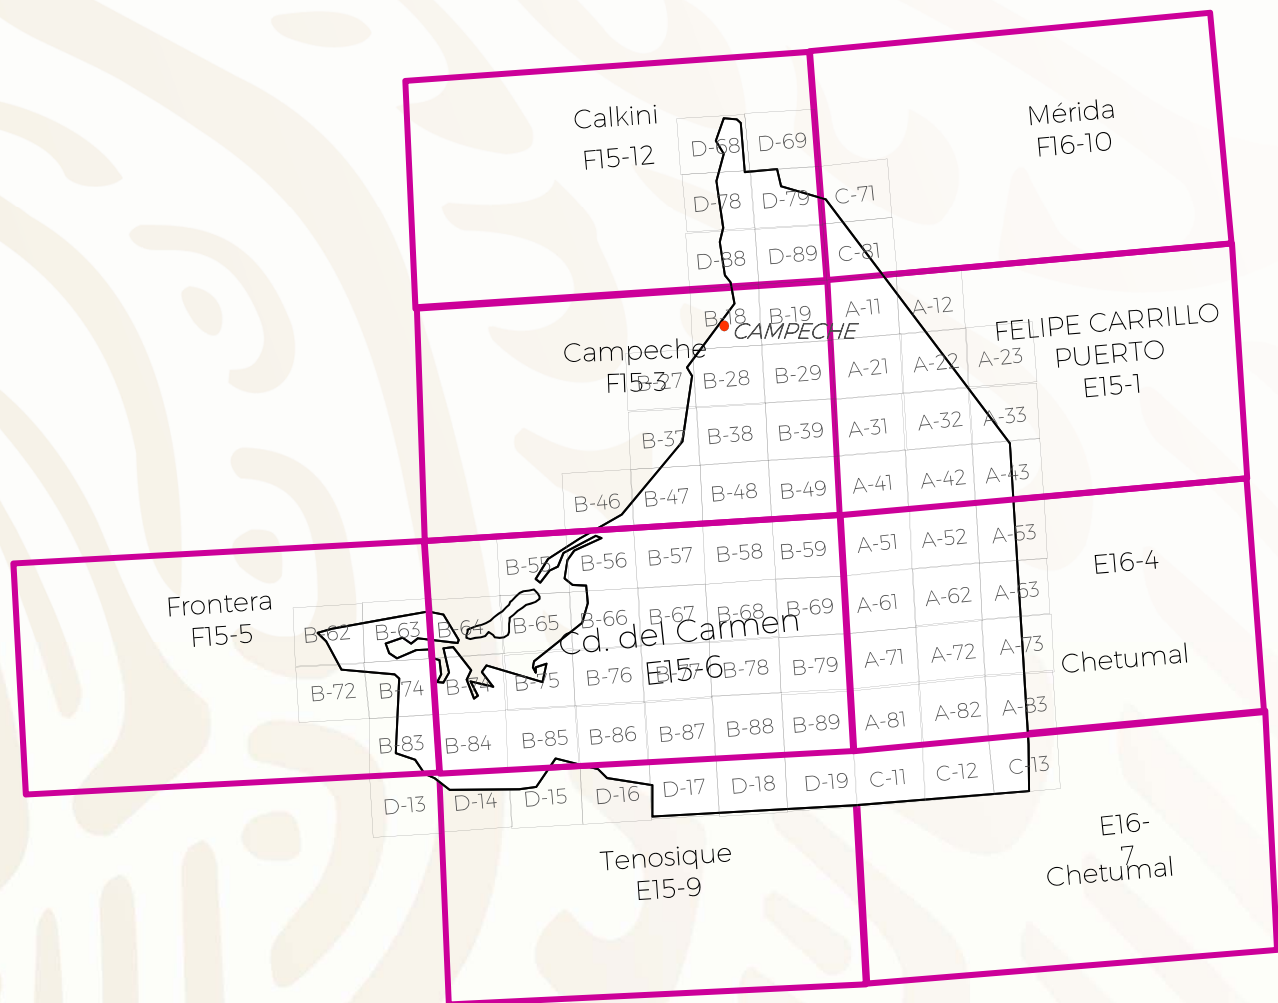 Calkini
F15-12
Mérida
F16-10
D-68
D-69
D-78
D-79
C-71
D-88
D-89
C-81
B-18
B-19
A-11
A-12
CAMPECHE
Campeche
F15-3
FELIPE CARRILLO
PUERTO
E15-1
B-27
B-28
B-29
A-21
A-22
A-23
B-37
B-38
B-39
A-31
A-32
A-33
B-46
B-47
B-48
B-49
A-41
A-42
A-43
B-55
B-56
B-57
B-58
B-59
A-51
A-52
A-53
E16-4
Chetumal
Frontera
F15-5
B-62
B-63
B-64
B-65
B-66
B-67
B-68
B-69
A-61
A-62
A-63
Cd. del Carmen
E15-6
B-72
B-74
B-74
B-75
B-76
B-77
B-78
B-79
A-71
A-72
A-73
B-83
B-84
B-85
B-86
B-87
B-88
B-89
A-81
A-82
A-83
D-13
D-14
D-15
D-16
D-17
D-18
D-19
C-11
C-12
C-13
Tenosique
E15-9
E16-
7
Chetumal